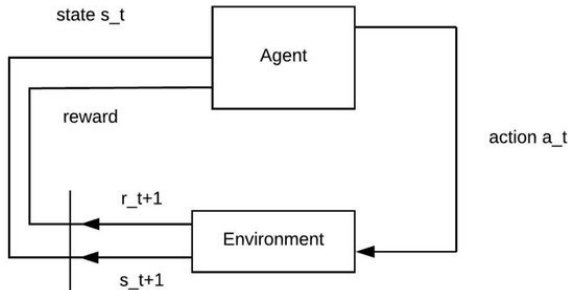 state s_t
Agent
reward
action a_t
r_t+1
Environment
s_t+1